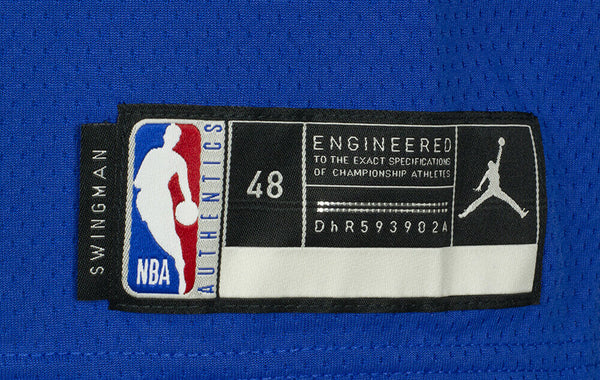 SWINGMAN
NBA
AUTHENTICS
48
ENGINEERED
TO THE EXACT SPECIFICATIONS
OF CHAMPIONSHIP ATHLETES
DhR593902A